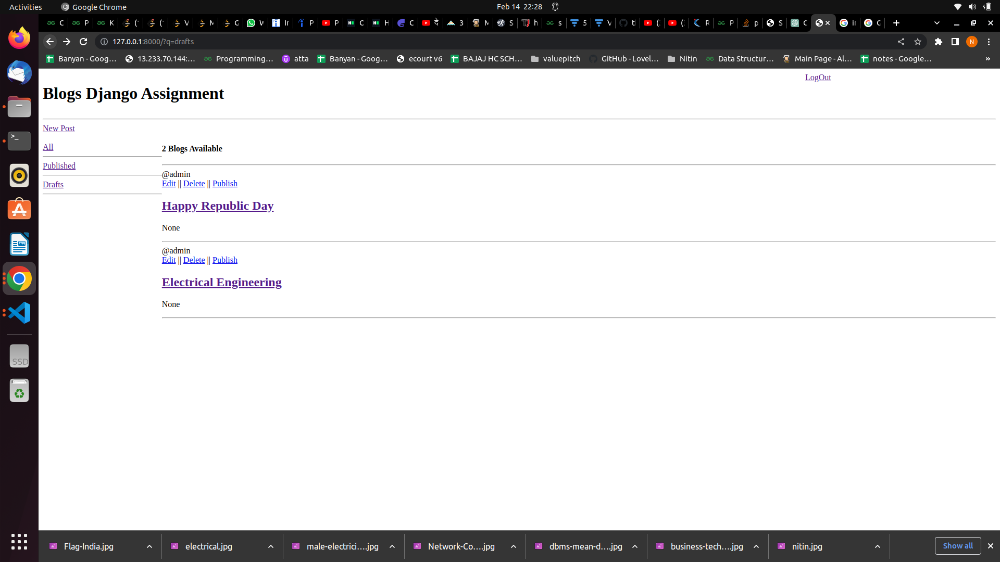 Activities
Google Chrome
Feb 14 22:28
127.0.0.1:8000/?q=drafts
N
Banyan - Goog...
13.233.70.144:...
Programming...
atta
Banyan - Goog...
ecourt v6
BAJAJ HC SCH...
valuepitch
GitHub - Lovel...
Nitin
Data Structur...
Main Page - Al...
notes - Google...
»
LogOut
Blogs Django Assignment
New Post
All
Published
Drafts
2 Blogs Available
@admin
Edit || Delete || Publish
Happy Republic Day
None
@admin
Edit || Delete || Publish
Electrical Engineering
None
SSD
Flag-India.jpg
electrical.jpg
male-electrici....jpg
Network-Co....jpg
dbms-mean-d....jpg
business-tech....jpg
nitin.jpg
Show all